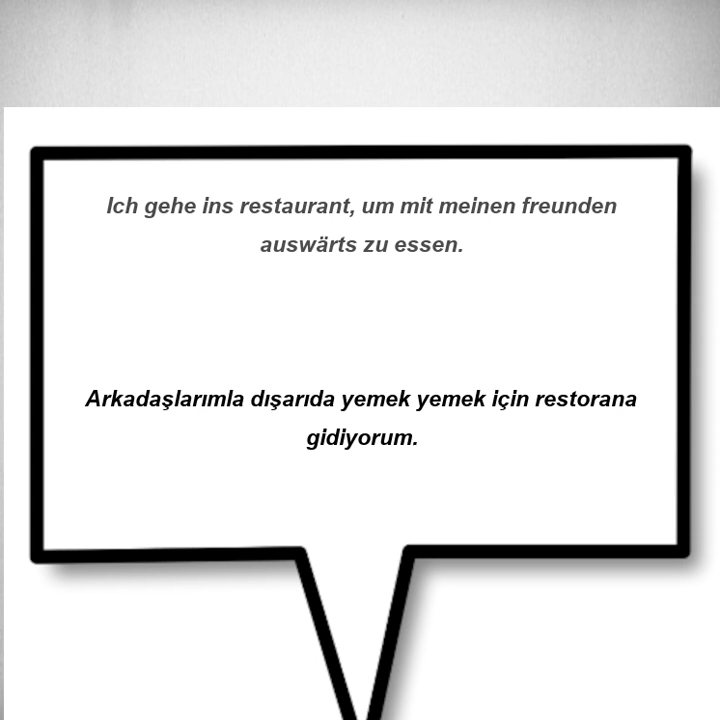 Ich gehe ins restaurant, um mit meinen freunden
auswärts zu essen.
Arkadaşlarımla dışarıda yemek yemek için restorana
gidiyorum.